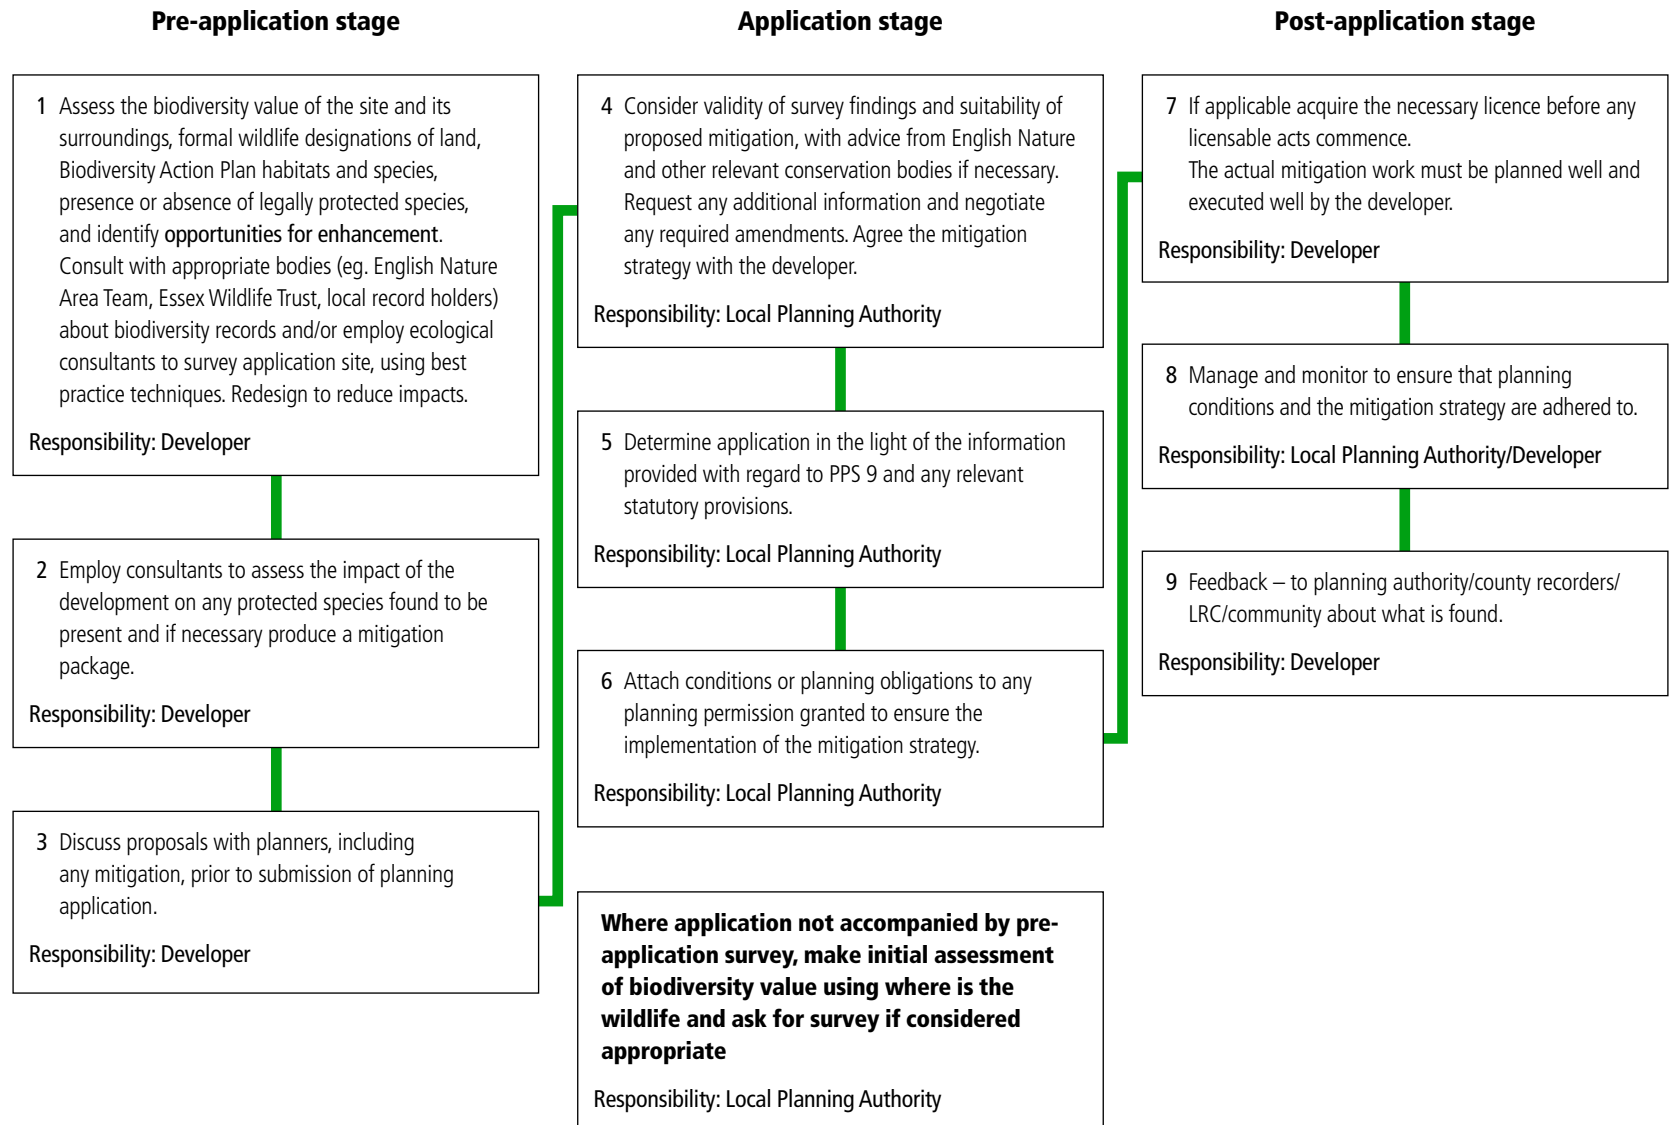 Pre-application stage
1 Assess the biodiversity value of the site and its
surroundings, formal wildlife designations of land,
Biodiversity Action Plan habitats and species,
presence or absence of legally protected species,
and identify opportunities for enhancement.
Consult with appropriate bodies (eg. English Nature
Area Team, Essex Wildlife Trust, local record holders)
about biodiversity records and/or employ ecological
consultants to survey application site, using best
practice techniques. Redesign to reduce impacts.
Responsibility: Developer
2 Employ consultants to assess the impact of the
development on any protected species found to be
present and if necessary produce a mitigation
package.
Responsibility: Developer
3 Discuss proposals with planners, including
any mitigation, prior to submission of planning
application.
Responsibility: Developer
Application stage
4 Consider validity of survey findings and suitability of
proposed mitigation, with advice from English Nature
and other relevant conservation bodies if necessary.
Request any additional information and negotiate
any required amendments. Agree the mitigation
strategy with the developer.
Responsibility: Local Planning Authority
5 Determine application in the light of the information
provided with regard to PPS 9 and any relevant
statutory provisions.
Responsibility: Local Planning Authority
6 Attach conditions or planning obligations to any
planning permission granted to ensure the
implementation of the mitigation strategy.
Responsibility: Local Planning Authority
Where application not accompanied by pre-
application survey, make initial assessment
of biodiversity value using where is the
wildlife and ask for survey if considered
appropriate
Responsibility: Local Planning Authority
Post-application stage
7 If applicable acquire the necessary licence before any
licensable acts commence.
The actual mitigation work must be planned well and
executed well by the developer.
Responsibility: Developer
8 Manage and monitor to ensure that planning
conditions and the mitigation strategy are adhered to.
Responsibility: Local Planning Authority/Developer
9 Feedback – to planning authority/county recorders/
LRC/community about what is found.
Responsibility: Developer